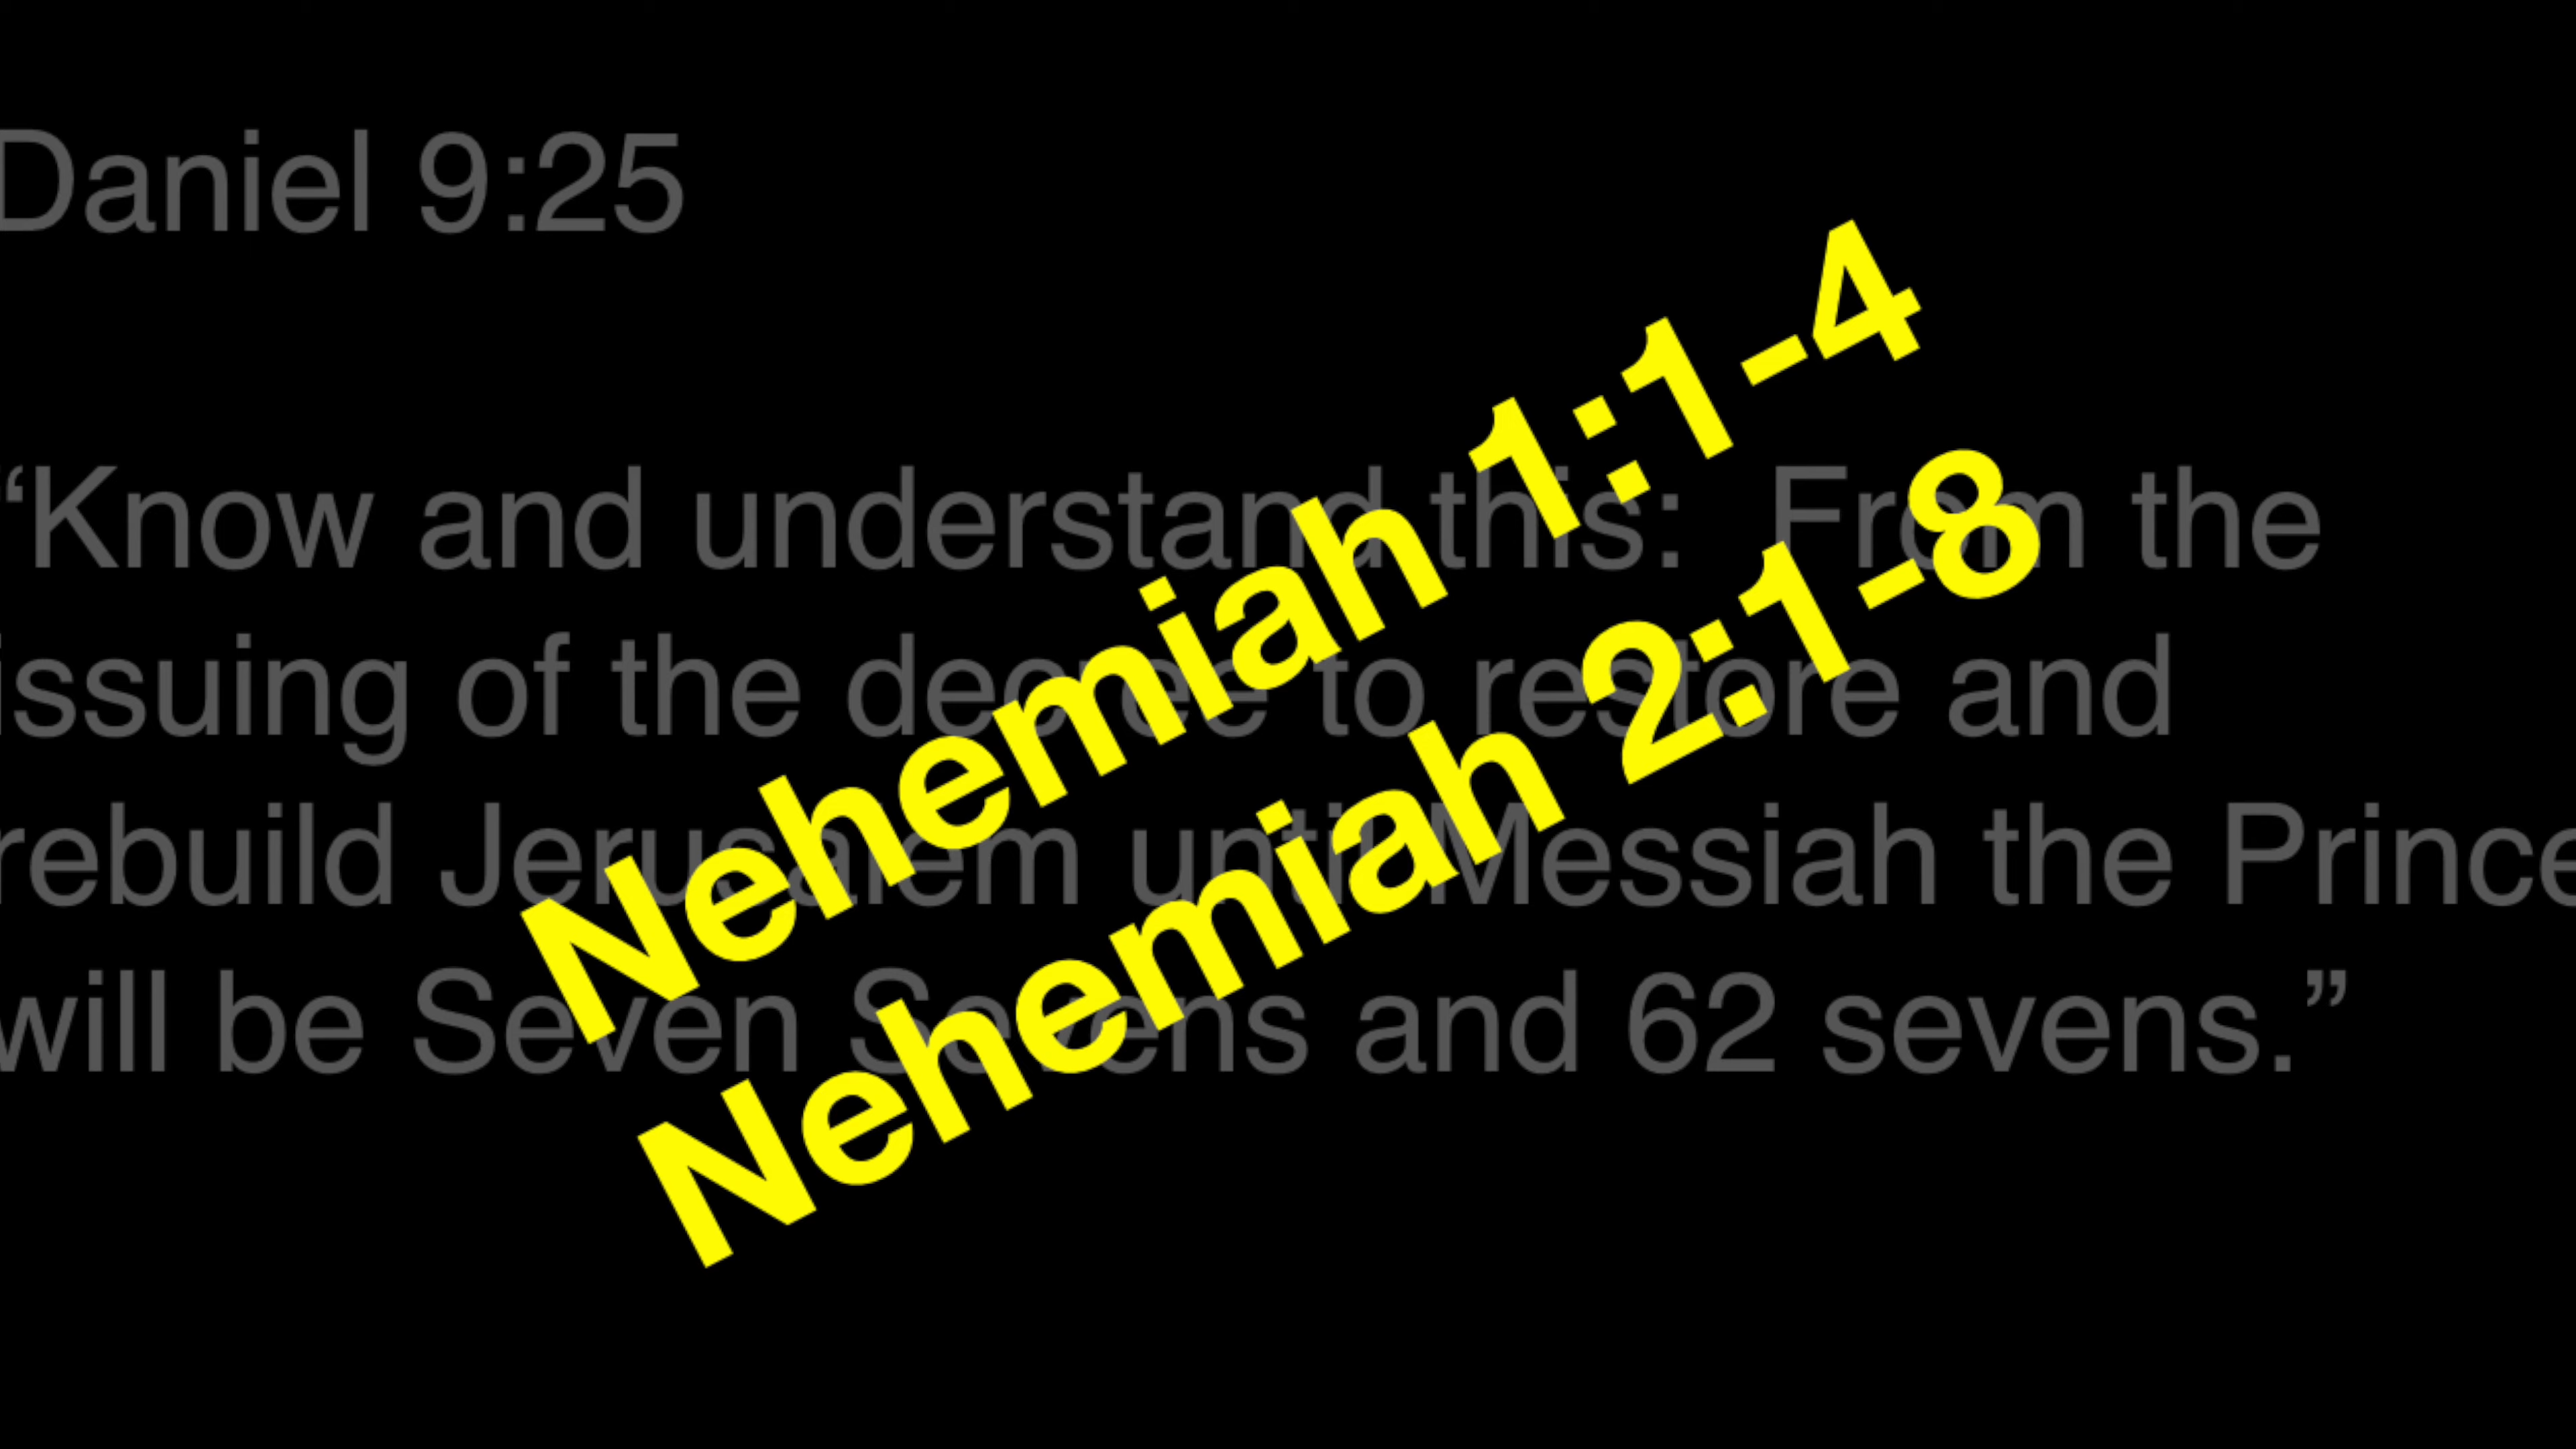 Daniel 9:25
“Know and understand this:  From the
issuing of the decree to restore and
rebuild Jerusalem until Messiah the Prince
will be Seven Sevens and 62 sevens.”
Nehemiah 1:1-4
Nehemiah 2:1-8